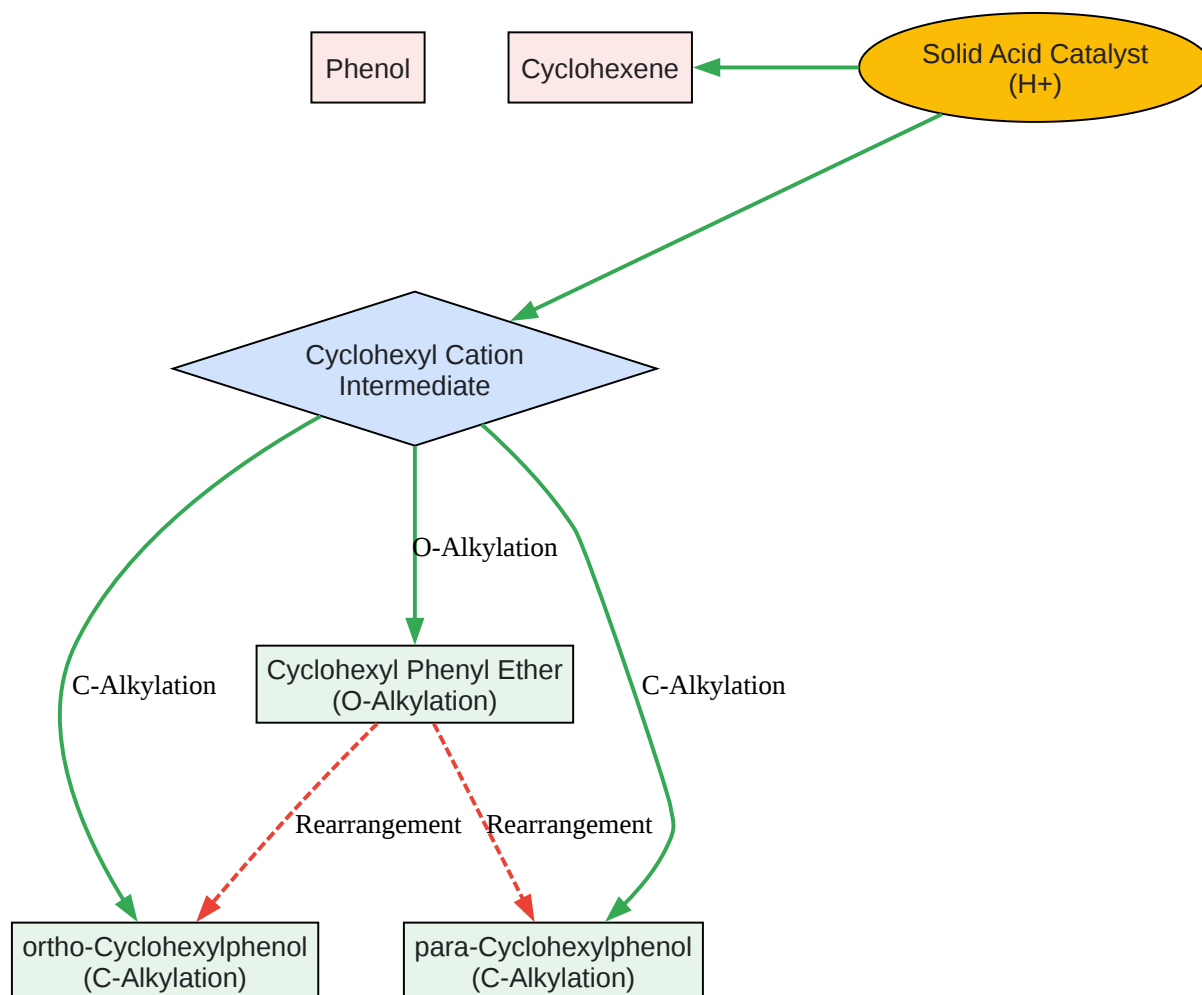 Phenol
Cyclohexene
Solid Acid Catalyst
(H+)
Cyclohexyl Cation
Intermediate
O-Alkylation
Cyclohexyl Phenyl Ether
(O-Alkylation)
C-Alkylation
C-Alkylation
Rearrangement
Rearrangement
ortho-Cyclohexylphenol
(C-Alkylation)
para-Cyclohexylphenol
(C-Alkylation)